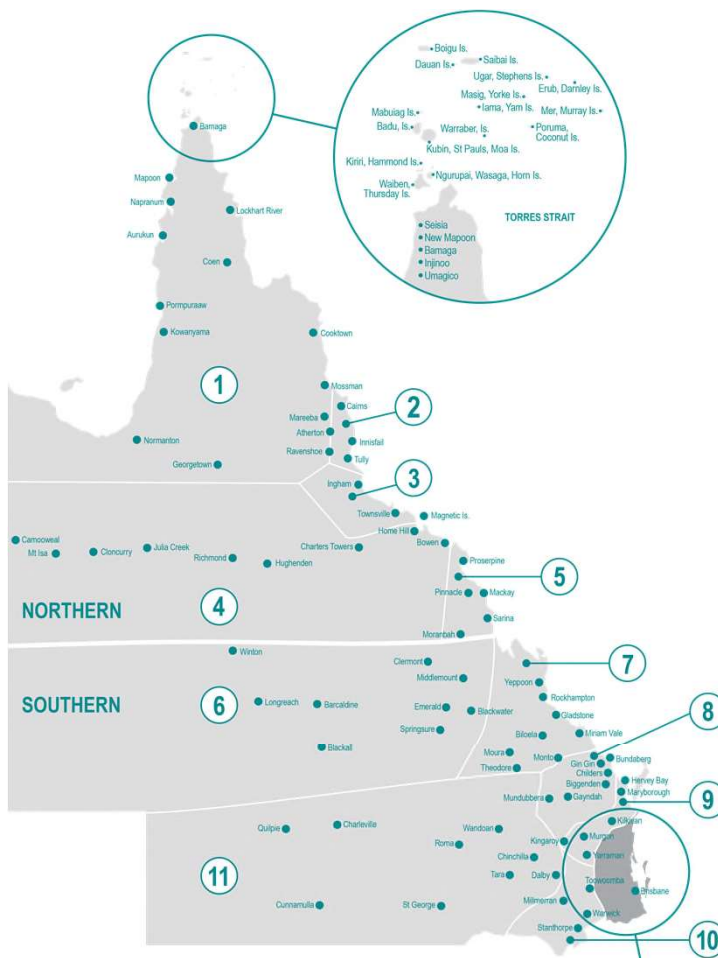 Boigu Is.
Saibai Is.
Dauan Is.
Ugar, Stephens Is.
Erub, Darnley Is.
Masig, Yorke Is.
Iama, Yam Is.
Mer, Murray Is.
Mabuiag Is.
Badu, Is.
Warraber, Is.
Poruma,
Coconut Is.
Kubin, St Pauls, Moa Is.
Kiriri, Hammond Is.
Ngurupai, Wasaga, Horn Is.
Waiben,
Thursday Is.
TORRES STRAIT
Seisia
New Mapoon
Bamaga
Injinoo
Umagico
Bamaga
Mapoon
Napranum
Lockhart River
Aurukun
Coen
Pormpuraaw
Kowanyama
Cooktown
1
Mossman
Cairns
2
Mareeba
Atherton
Normanton
Innisfail
Ravenshoe
Tully
Georgetown
Ingham
3
Townsville
Magnetic Is.
Home Hill
Camooweal
Mt Isa
Cloncurry
Julia Creek
Richmond
Hughenden
Charters Towers
Bowen
Proserpine
5
Pinnacle
Mackay
NORTHERN
4
Sarina
Moranbah
Winton
Clermont
7
Middlemount
Yeppoon
SOUTHERN
6
Longreach
Barcaldine
Emerald
Blackwater
Rockhampton
Gladstone
Springsure
Biloela
Miriam Vale
8
Blackall
Moura
Monto
Gin Gin
Bundaberg
Theodore
Childers
Biggenden
Hervey Bay
Maryborough
Mundubbera
Gayndah
9
Kilkivan
Quilpie
Charleville
Wandoan
Murgon
Kingaroy
Roma
Chinchilla
Yarraman
11
Tara
Dalby
Toowoomba
Brisbane
Cunnamulla
St George
Millmerran
Warwick
Stanthorpe
10